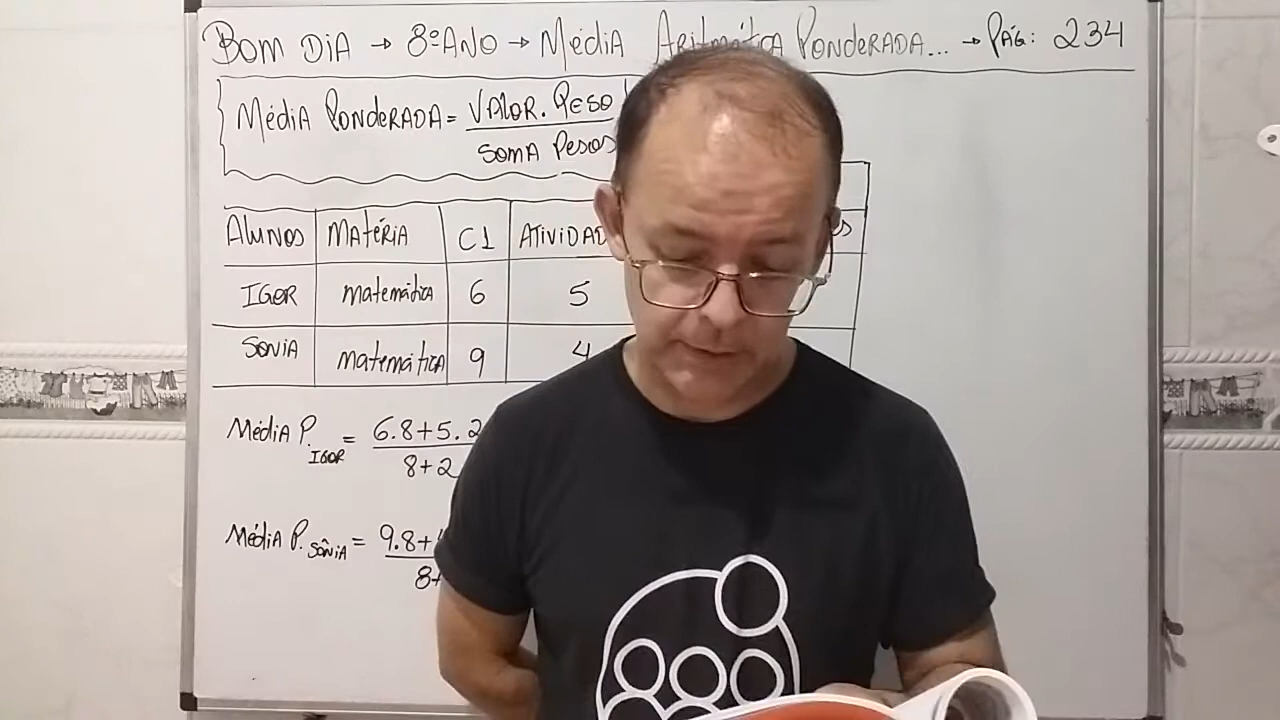 BOM DIA → 8º ANO → Média Aritmética PONDERADA... → PÁG: 234
Média PONDERADA = VALOR. PESO
SOMA PESOS
Alunos MATÉRIA C1 ATIVIDAD
IGOR matemática 6 5
SONIA matemática 9 4
Média P. IGOR = 6.8+5.2
8+2
Média P. SÔNIA = 9.8+
8+